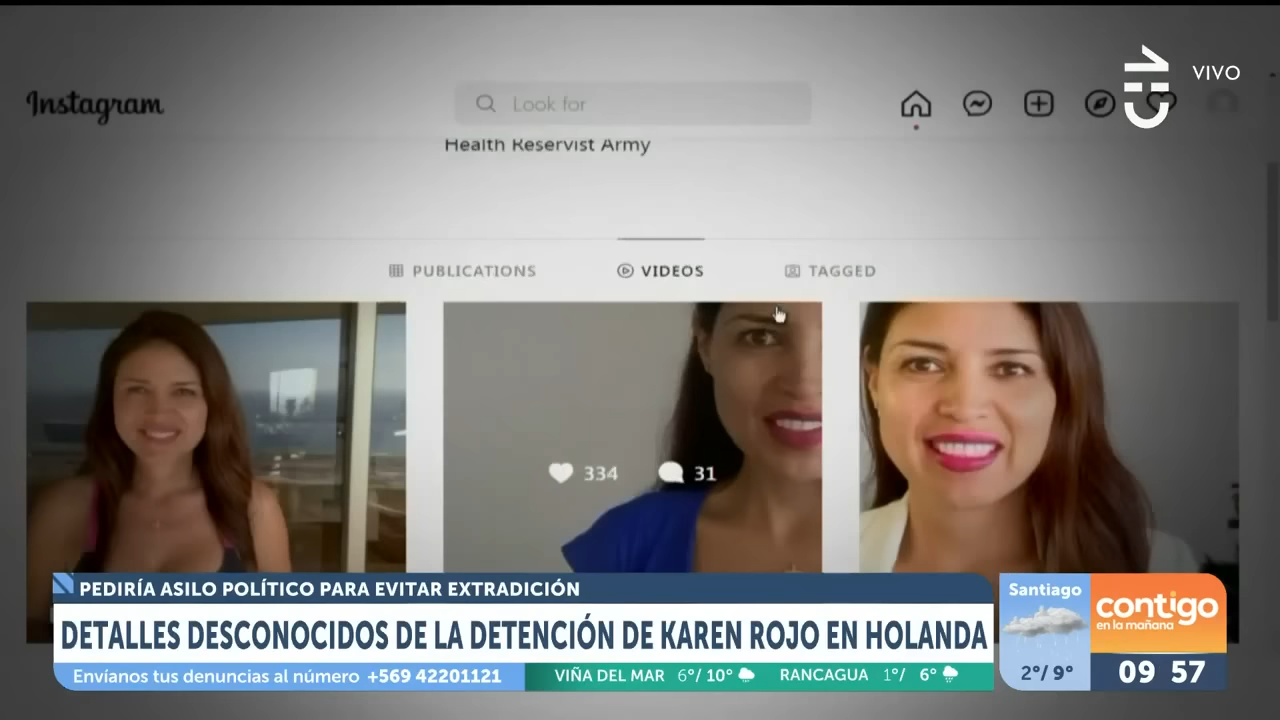 Instagram
Look for
VIVO
Health Reservist Army
PUBLICATIONS
VIDEOS
TAGGED
334
31
PEDIRÍA ASILO POLÍTICO PARA EVITAR EXTRADICIÓN
DETALLES DESCONOCIDOS DE LA DETENCIÓN DE KAREN ROJO EN HOLANDA
Envíanos tus denuncias al número +569 42201121
VIÑA DEL MAR 6°/ 10° RANCAGUA 1°/ 6°
Santiago
2°/ 9°
contigo
en la mañana
09 57